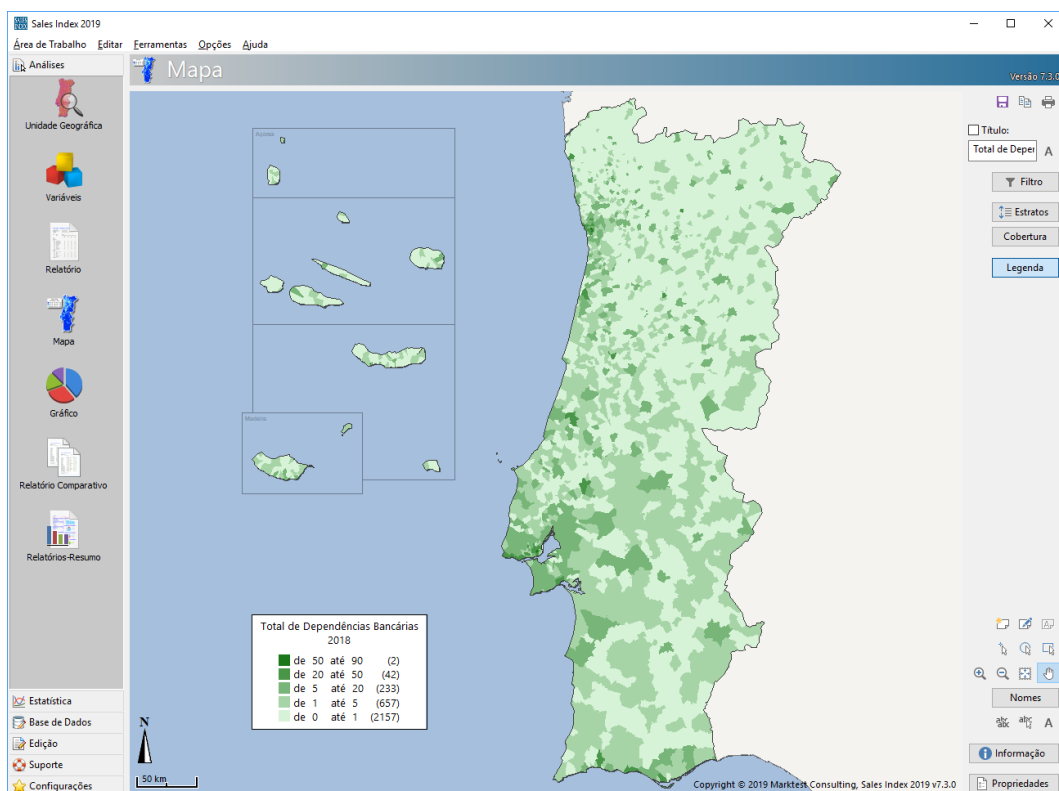 SALES INDEX
Sales Index 2019
Área de Trabalho Editar Ferramentas Opções Ajuda
Análises
Mapa
Versão 7.3.0
Unidade Geográfica
Variáveis
Relatório
Mapa
Gráfico
Relatório Comparativo
Relatórios-Resumo
Estatística
Base de Dados
Edição
Suporte
Configurações
Açores
Madeira
Total de Dependências Bancárias
2018
de 50 até 90 (2)
de 20 até 50 (42)
de 5 até 20 (233)
de 1 até 5 (657)
de 0 até 1 (2157)
N
50 km
Copyright © 2019 Marktest Consulting, Sales Index 2019 v7.3.0
Título:
Total de Deper
A
Filtro
Estratos
Cobertura
Legenda
Nomes
abc abc A
Informação
Propriedades